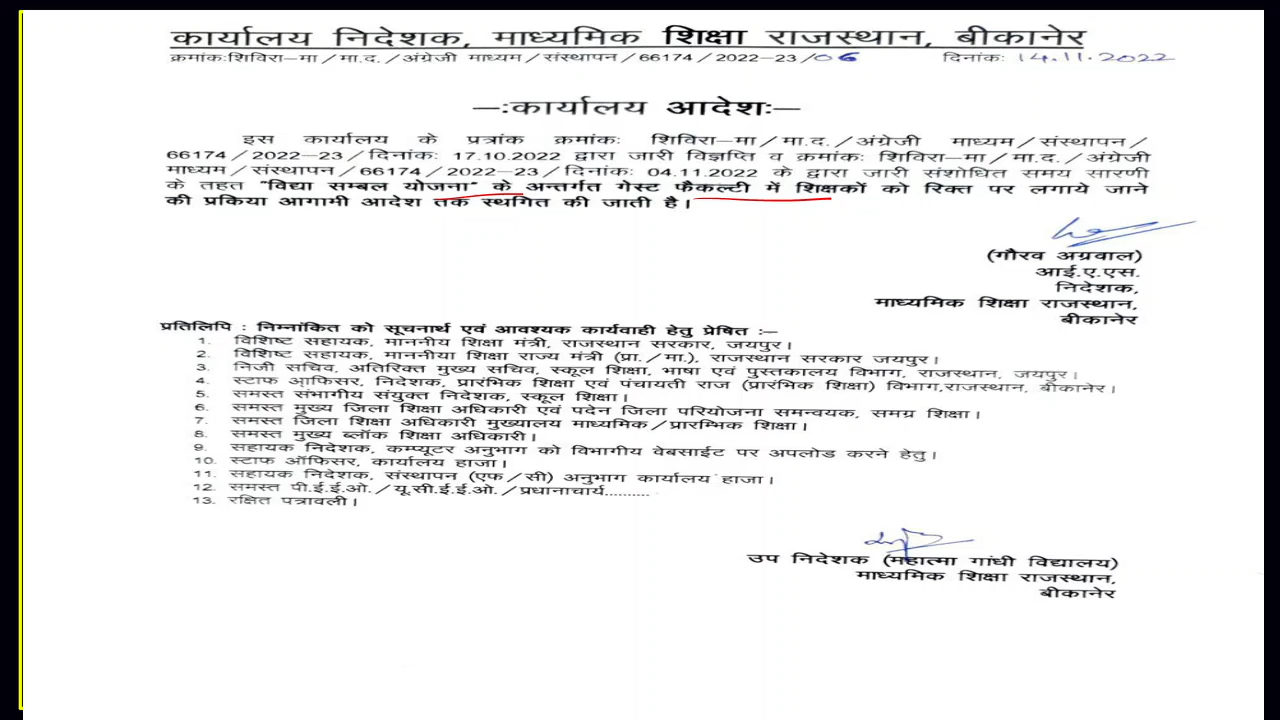 कार्यालय निदेशक, माध्यमिक शिक्षा राजस्थान, बीकानेर
क्रमांकःशिविरा–मा/मा.द./अंग्रेजी माध्यम/संस्थापन/66174/2022–23/06 दिनांकः 14.11.2022
–ःकार्यालय आदेशः–
इस कार्यालय के प्रत्रांक क्रमांकः शिविरा–मा/मा.द./अंग्रेजी माध्यम/संस्थापन/
66174/2022–23/दिनांकः 17.10.2022 द्वारा जारी विज्ञप्ति व क्रमांकः शिविरा–मा/मा.द./अंग्रेजी
माध्यम/संस्थापन/66174/2022–23/दिनांकः 04.11.2022 के द्वारा जारी संशोधित समय सारणी
के तहत "विद्या सम्बल योजना" के अन्तर्गत गेस्ट फैकल्टी में शिक्षकों को रिक्त पर लगाये जाने
की प्रकिया आगामी आदेश तक स्थगित की जाती है।
(गौरव अग्रवाल)
आई.ए.एस.
निदेशक,
माध्यमिक शिक्षा राजस्थान,
बीकानेर
प्रतिलिपि : निम्नांकित को सूचनार्थ एवं आवश्यक कार्यवाही हेतु प्रेषित :–
1. विशिष्ट सहायक, माननीय शिक्षा मंत्री, राजस्थान सरकार, जयपुर।
2. विशिष्ट सहायक, माननीया शिक्षा राज्य मंत्री (प्रा./मा.), राजस्थान सरकार जयपुर।
3. निजी सचिव, अतिरिक्त मुख्य सचिव, स्कूल शिक्षा, भाषा एवं पुस्तकालय विभाग, राजस्थान, जयपुर।
4. स्टाफ आफिसर, निदेशक, प्रारंभिक शिक्षा एवं पंचायती राज (प्रारंभिक शिक्षा) विभाग,राजस्थान, बीकानेर।
5. समस्त संभागीय संयुक्त निदेशक, स्कूल शिक्षा।
6. समस्त मुख्य जिला शिक्षा अधिकारी एवं पदेन जिला परियोजना समन्वयक, समग्र शिक्षा।
7. समस्त जिला शिक्षा अधिकारी मुख्यालय माध्यमिक/प्रारम्भिक शिक्षा।
8. समस्त मुख्य ब्लॉक शिक्षा अधिकारी।
9. सहायक निदेशक, कम्प्यूटर अनुभाग को विभागीय वेबसाईट पर अपलोड करने हेतु।
10. स्टाफ ऑफिसर, कार्यालय हाजा।
11. सहायक निदेशक, संस्थापन (एफ/सी) अनुभाग कार्यालय हाजा।
12. समस्त पी.ई.ई.ओ./यू.सी.ई.ई.ओ./प्रधानाचार्य..........
13. रक्षित पत्रावली।
उप निदेशक (महात्मा गांधी विद्यालय)
माध्यमिक शिक्षा राजस्थान,
बीकानेर